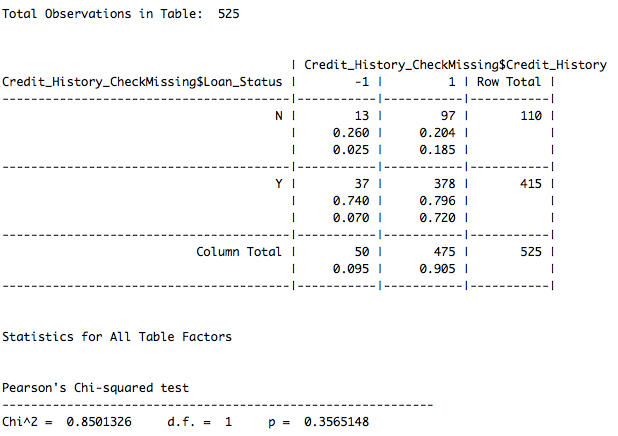 Total Observations in Table:  525
| Credit_History_CheckMissing$Credit_History
Credit_History_CheckMissing$Loan_Status |        -1 |         1 | Row Total |
----------------------------------------|-----------|-----------|-----------|
N |        13 |        97 |       110 |
|     0.260 |     0.204 |           |
|     0.025 |     0.185 |           |
----------------------------------------|-----------|-----------|-----------|
Y |        37 |       378 |       415 |
|     0.740 |     0.796 |           |
|     0.070 |     0.720 |           |
----------------------------------------|-----------|-----------|-----------|
Column Total |        50 |       475 |       525 |
|     0.095 |     0.905 |           |
----------------------------------------|-----------|-----------|-----------|
Statistics for All Table Factors
Pearson's Chi-squared test
------------------------------------------------------------
Chi^2 =  0.8501326     d.f. =  1     p =  0.3565148